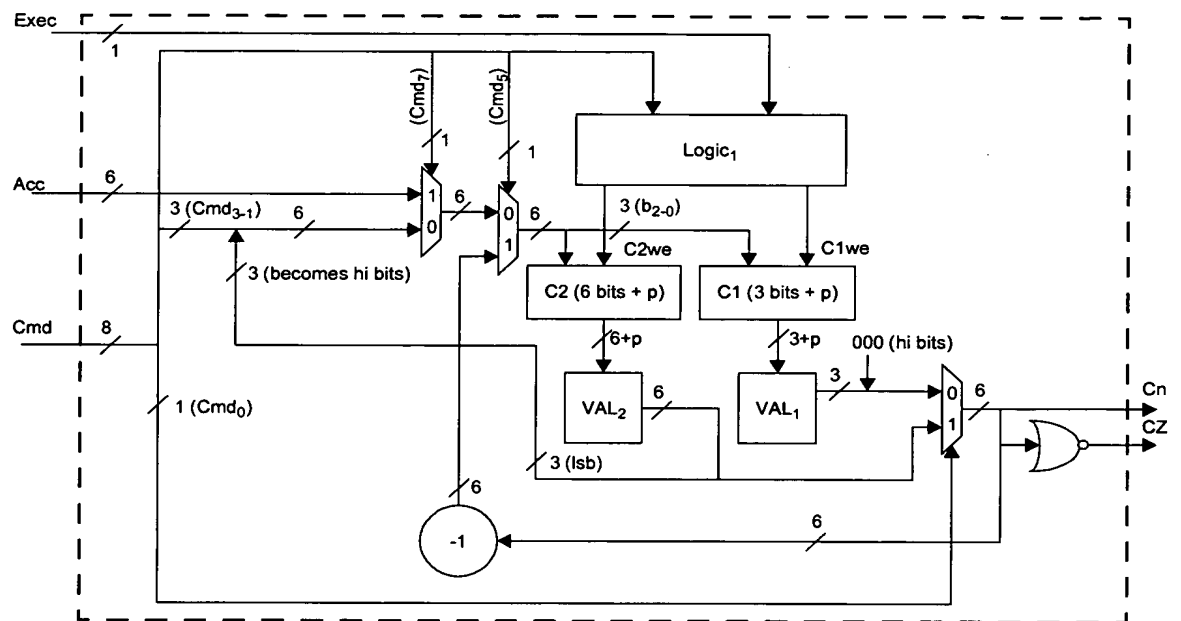 Exec
1
(Cmd7)
(Cmd5)
1
1
Logic1
Acc
6
3 (Cmd3-1)
6
1
0
6
0
1
6
3 (b2-0)
C2we
C1we
3 (becomes hi bits)
C2 (6 bits + p)
C1 (3 bits + p)
Cmd
8
6+p
3+p
000 (hi bits)
VAL2
6
VAL1
3
0
1
6
Cn
CZ
1 (Cmd0)
3 (lsb)
6
-1
6